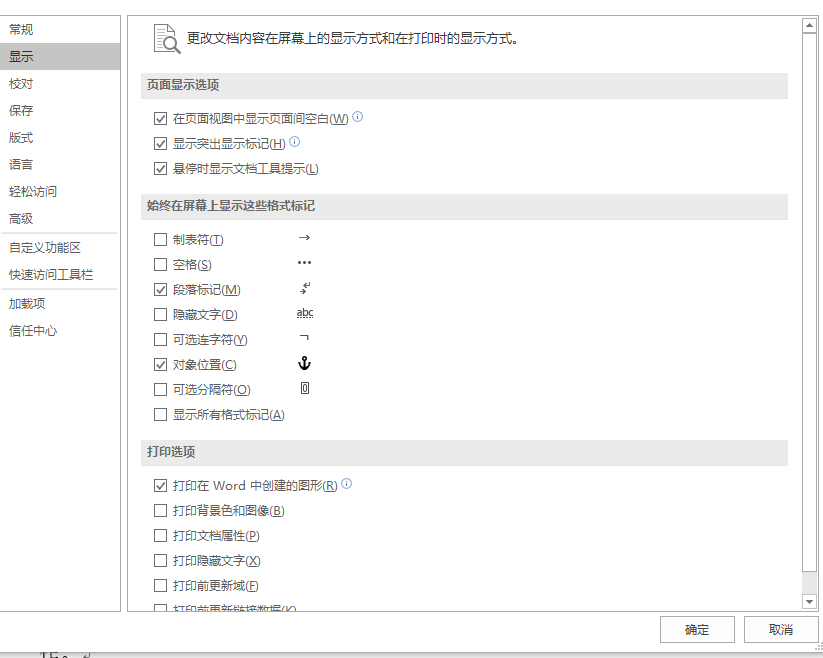 常规
显示
校对
保存
版式
语言
轻松访问
高级
自定义功能区
快速访问工具栏
加载项
信任中心
更改文档内容在屏幕上的显示方式和在打印时的显示方式。
页面显示选项
在页面视图中显示页面间空白(W)
显示突出显示标记(H)
悬停时显示文档工具提示(L)
始终在屏幕上显示这些格式标记
制表符(T) →
空格(S) •••
段落标记(M)
隐藏文字(D) abc
可选连字符(Y) ¬
对象位置(C)
可选分隔符(O)
显示所有格式标记(A)
打印选项
打印在 Word 中创建的图形(R)
打印背景色和图像(B)
打印文档属性(P)
打印隐藏文字(X)
打印前更新域(F)
打印前更新链接数据(K)
确定 取消